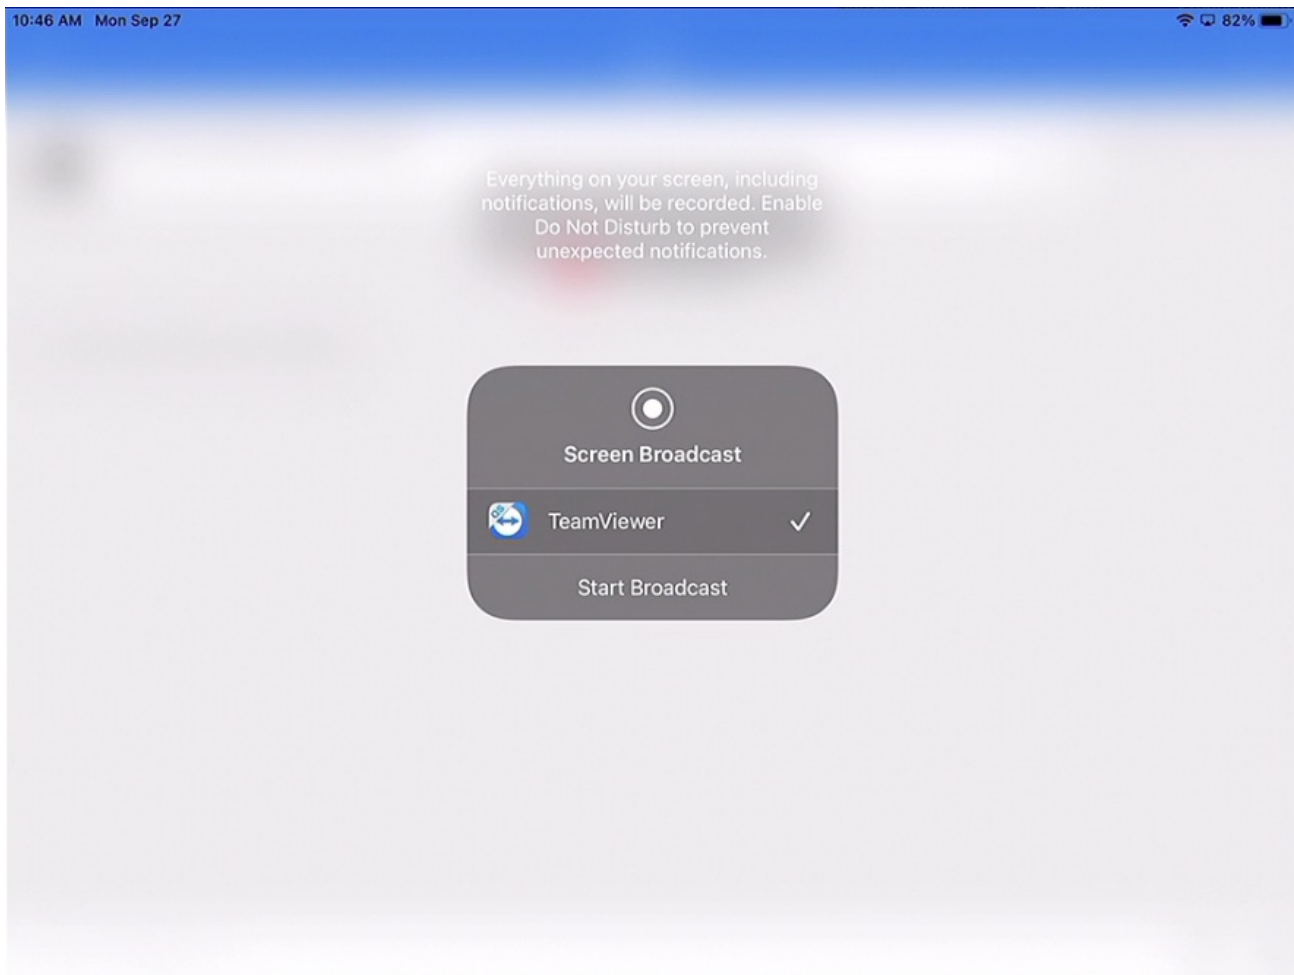 10:46 AM Mon Sep 27
82%
Everything on your screen, including
notifications, will be recorded. Enable
Do Not Disturb to prevent
unexpected notifications.
Screen Broadcast
QS
TeamViewer
Start Broadcast